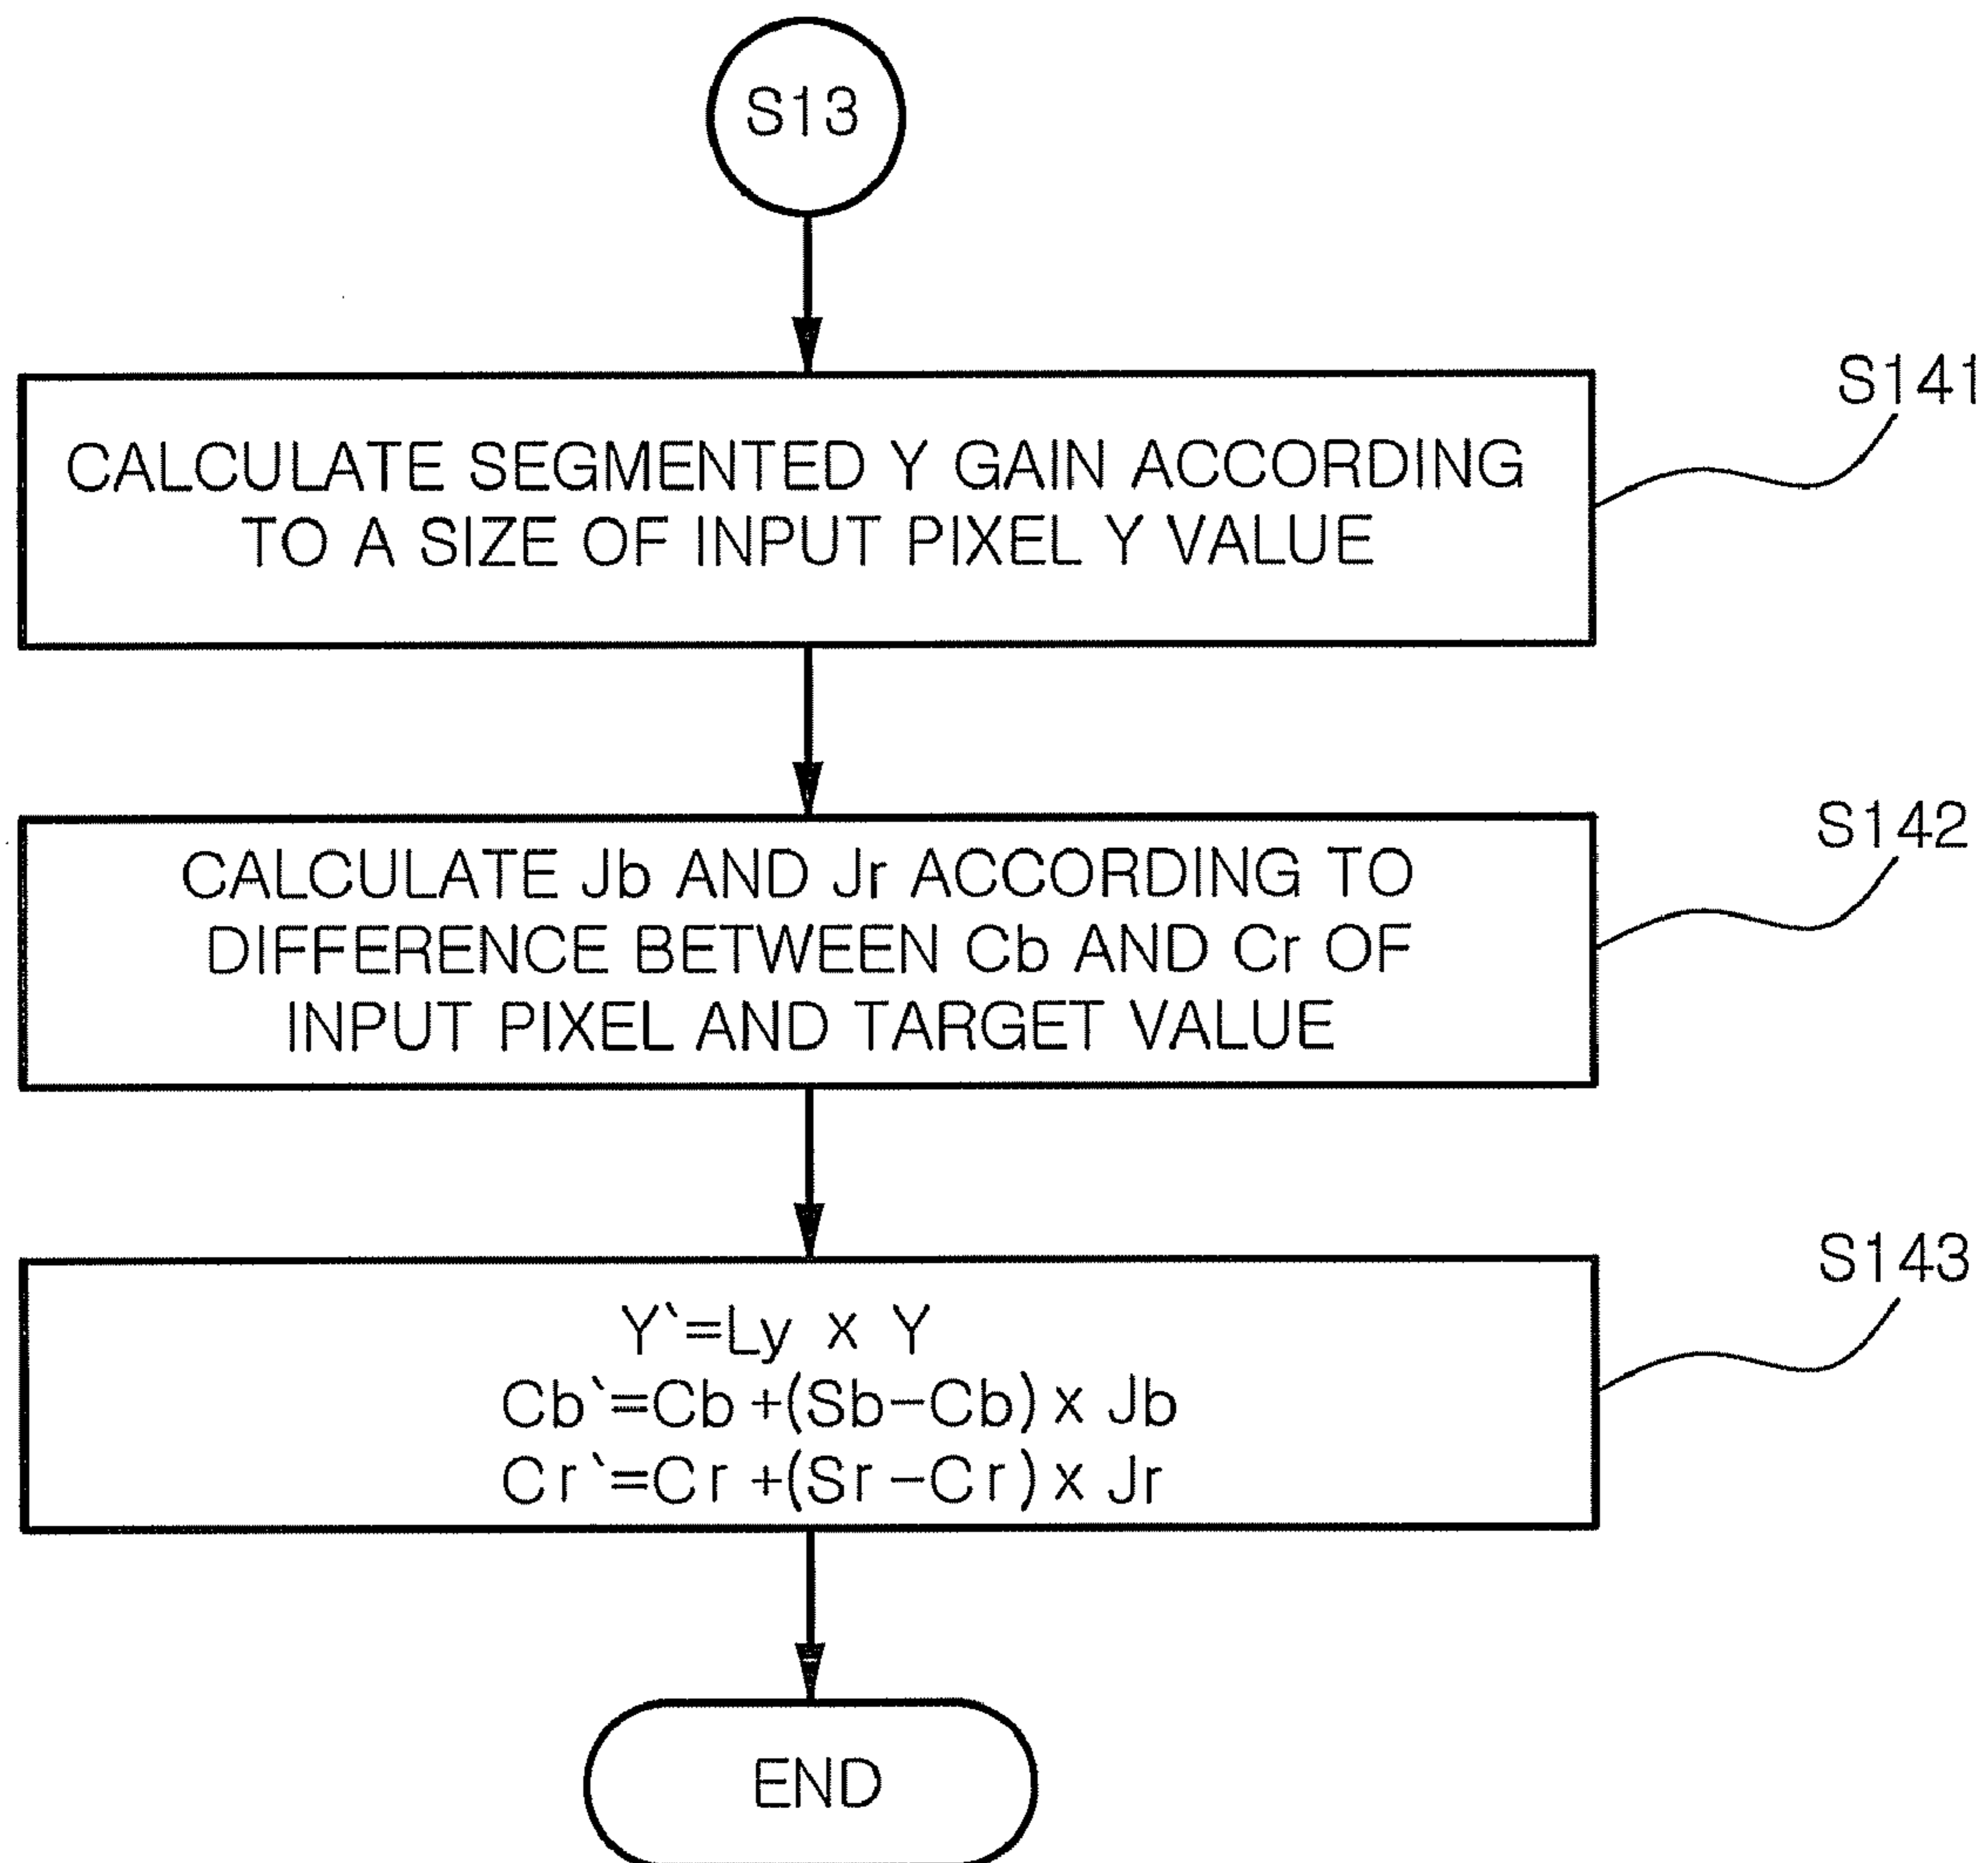 S13
S141
CALCULATE SEGMENTED Y GAIN ACCORDING
TO A SIZE OF INPUT PIXEL Y VALUE
S142
CALCULATE Jb AND Jr ACCORDING TO
DIFFERENCE BETWEEN Cb AND Cr OF
INPUT PIXEL AND TARGET VALUE
S143
Y`=Ly x Y
Cb`=Cb+(Sb-Cb)x Jb
Cr`=Cr+(Sr-Cr)x Jr
END